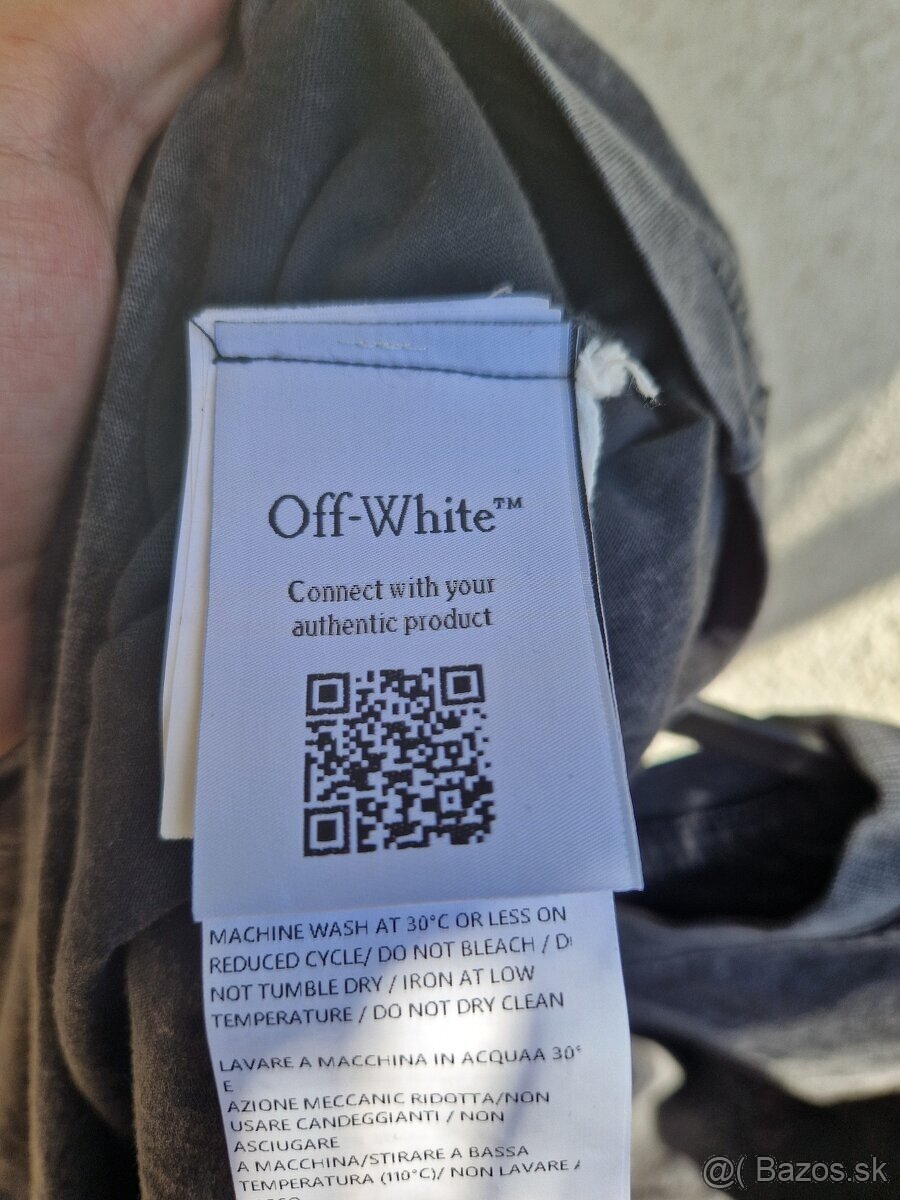 Off-White™
Connect with your
authentic product
MACHINE WASH AT 30°C OR LESS ON
REDUCED CYCLE/ DO NOT BLEACH / D
NOT TUMBLE DRY / IRON AT LOW
TEMPERATURE / DO NOT DRY CLEAN
LAVARE A MACCHINA IN ACQUAA 30°
E
AZIONE MECCANIC RIDOTTA/NON
USARE CANDEGGIANTI / NON
ASCIUGARE
A MACCHINA/STIRARE A BASSA
TEMPERATURA (110°C)/ NON LAVARE A
@( Bazos.sk